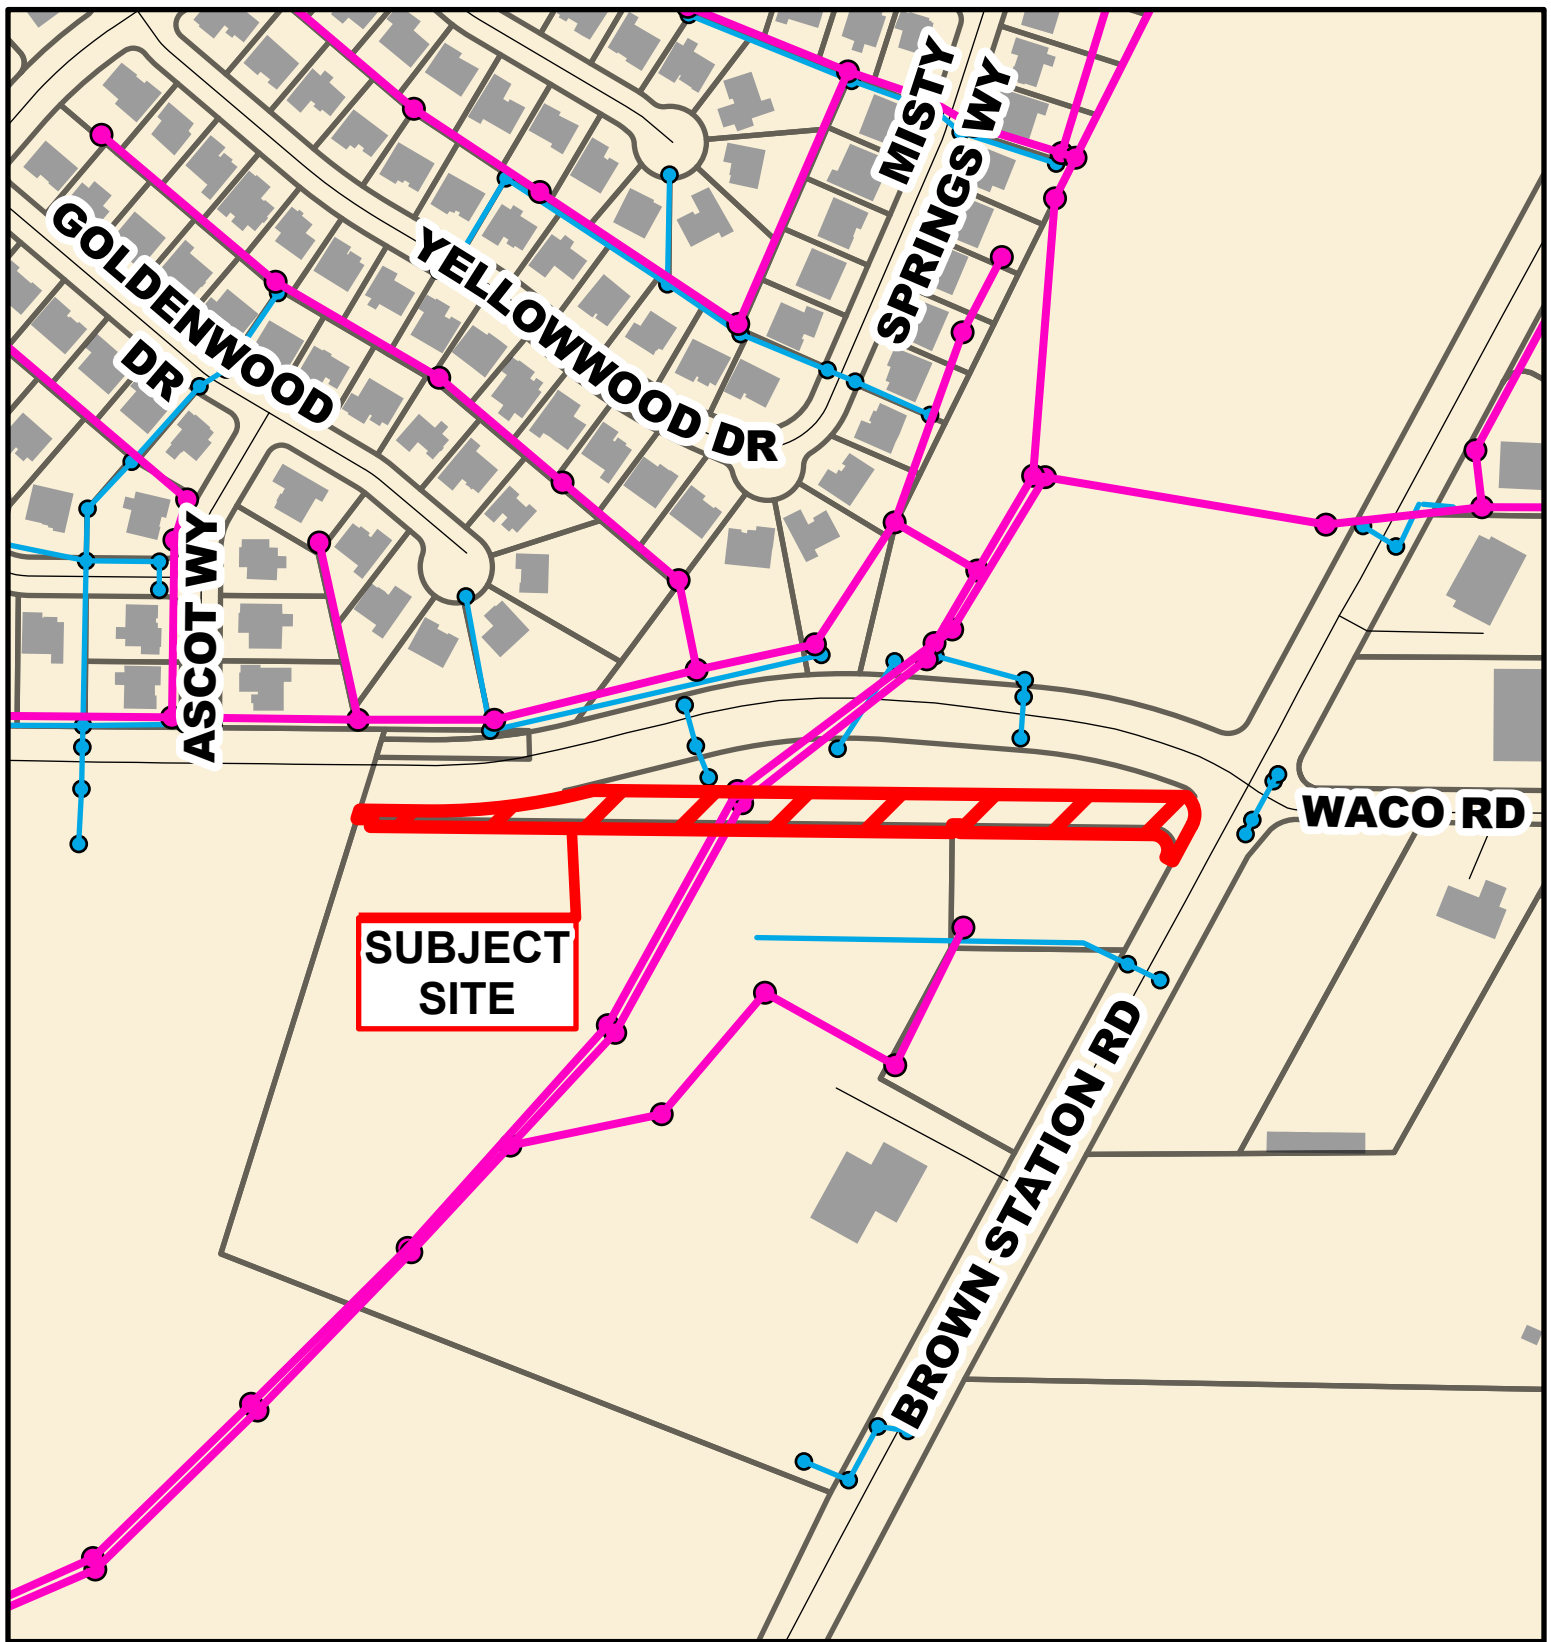 MISTY
SPRINGS WY
GOLDENWOOD
DR
YELLOWWOOD DR
ASCOT WY
WACO RD
SUBJECT
SITE
BROWN STATION RD